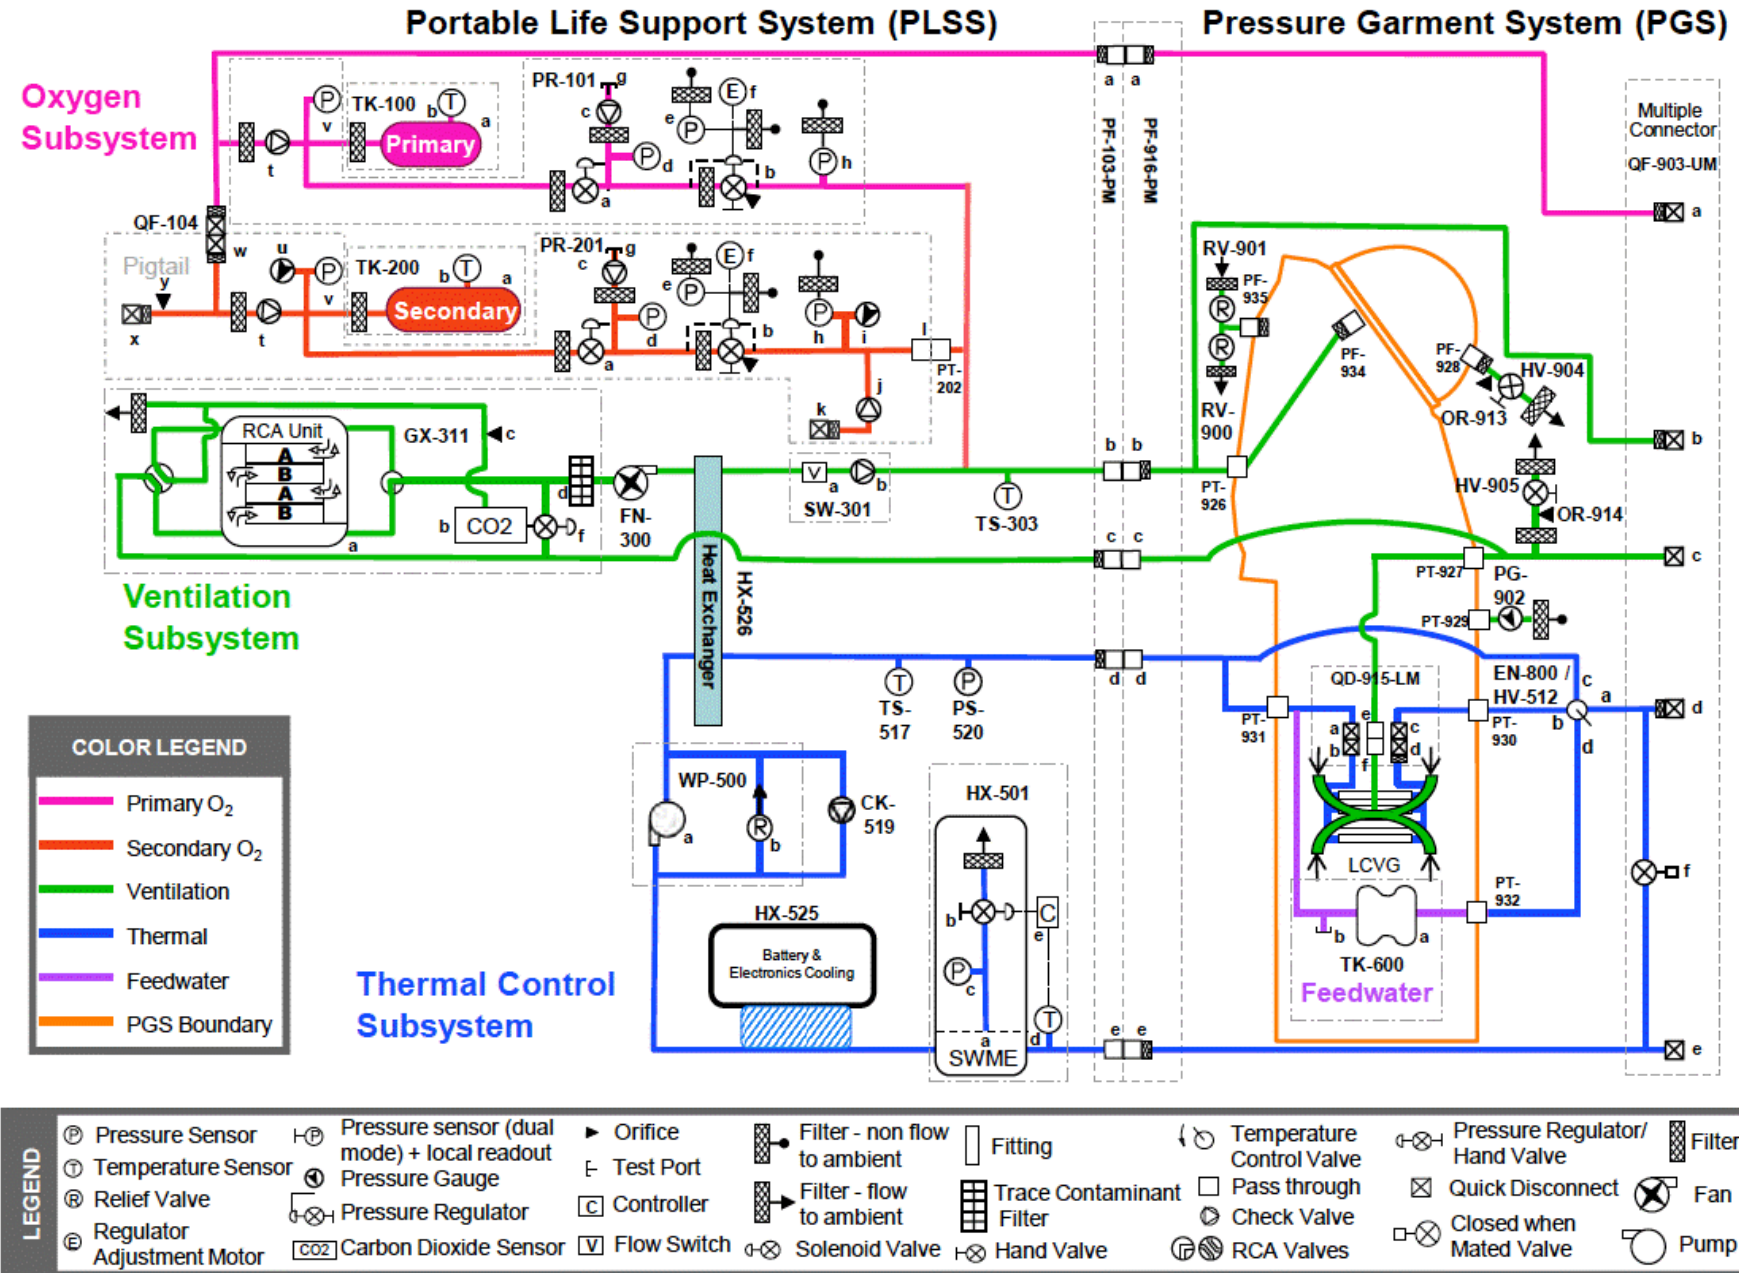 Portable Life Support System (PLSS)
Pressure Garment System (PGS)
Oxygen
Subsystem
P
v
TK-100
b
T
a
Primary
t
PR-101
g
c
P
d
a
e
P
E
f
b
P
h
a
a
PF-103-PM
PF-916-PM
Multiple
Connector
QF-903-UM
a
QF-104
w
Pigtail
y
x
u
P
v
t
TK-200
b
T
a
Secondary
PR-201
g
c
P
d
a
e
P
E
f
b
P
h
i
j
k
l
PT-
202
RV-901
R
R
PF-
935
RV-
900
PF-
934
PF-
928
HV-904
OR-913
b
HV-905
OR-914
PT-
926
RCA Unit
A
B
A
B
a
GX-311
c
b
CO2
f
d
FN-
300
V
a
b
SW-301
T
TS-303
b
b
c
c
c
Ventilation
Subsystem
Heat Exchanger
HX-526
PT-927
PG-
902
PT-929
T
TS-
517
P
PS-
520
d
d
QD-915-LM
EN-800 /
HV-512
c
a
b
d
d
PT-
931
PT-
930
a
b
e
f
c
d
LCVG
PT-
932
b
a
TK-600
Feedwater
f
e
WP-500
a
R
b
CK-
519
HX-501
b
C
e
P
c
T
a
d
SWME
e
e
HX-525
Battery &
Electronics Cooling
Thermal Control
Subsystem
COLOR LEGEND
Primary O2
Secondary O2
Ventilation
Thermal
Feedwater
PGS Boundary
LEGEND
P Pressure Sensor
T Temperature Sensor
R Relief Valve
E Regulator
Adjustment Motor
P Pressure sensor (dual
mode) + local readout
Pressure Gauge
Pressure Regulator
CO2 Carbon Dioxide Sensor
Orifice
Test Port
C Controller
V Flow Switch
Filter - non flow
to ambient
Filter - flow
to ambient
Solenoid Valve
Fitting
Trace Contaminant
Filter
Hand Valve
Temperature
Control Valve
Pass through
Check Valve
RCA Valves
Pressure Regulator/
Hand Valve
Quick Disconnect
Closed when
Mated Valve
Filter
Fan
Pump